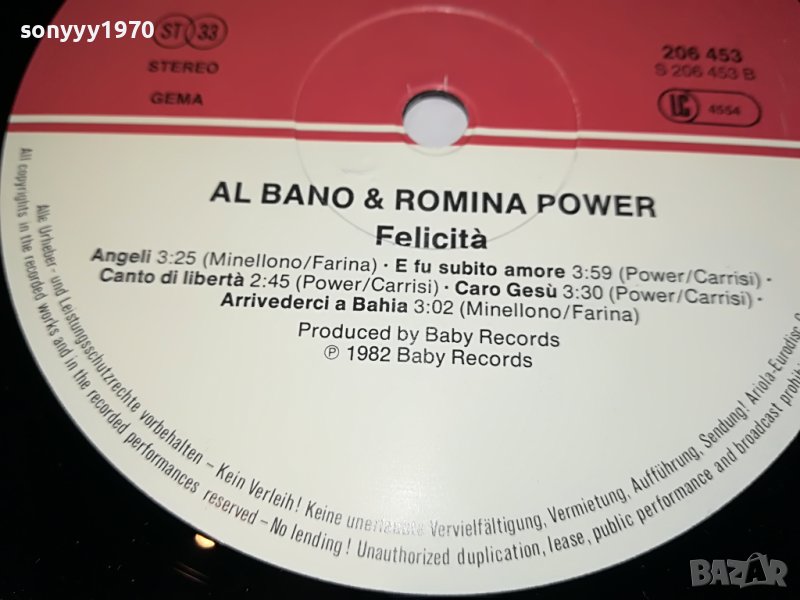 sonyyy1970
ST 33
STEREO
GEMA
206 453
S 206 453 B
LC 4554
AL BANO & ROMINA POWER
Felicità
Angeli 3:25 (Minellono/Farina) · E fu subito amore 3:59 (Power/Carrisi) ·
Canto di libertà 2:45 (Power/Carrisi) · Caro Gesù 3:30 (Power/Carrisi) ·
Arrivederci a Bahia 3:02 (Minellono/Farina)
Produced by Baby Records
℗ 1982 Baby Records
Alle Urheber- und Leistungsschutzrechte vorbehalten – Kein Verleih! Keine unerlaubte Vervielfältigung, Vermietung, Aufführung, Sendung! Ariola-Eurodisc
All copyrights in the recorded works and in the recorded performances reserved – No lending! Unauthorized duplication, lease, public performance and broadcast
BAZAR